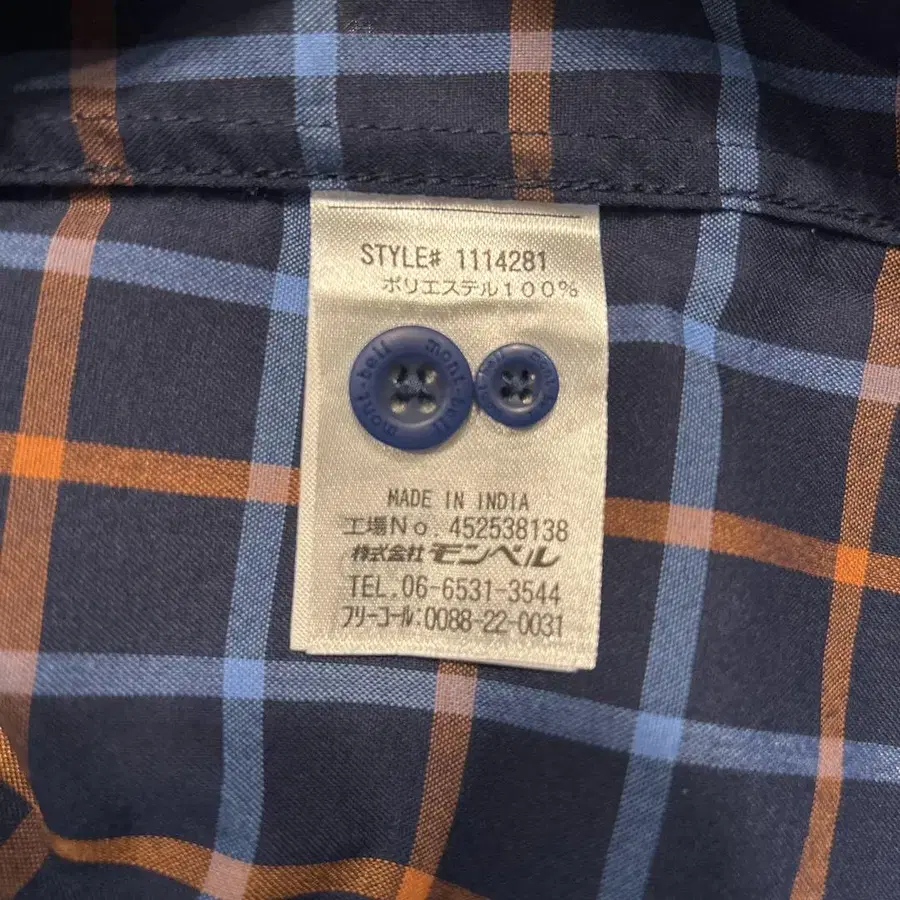 STYLE# 1114281
ポリエステル100%
mont-bell mont-bell
MADE IN INDIA
工場No. 452538138
株式会社 モンベル
TEL. 06-6531-3544
フリーコール:0088-22-0031